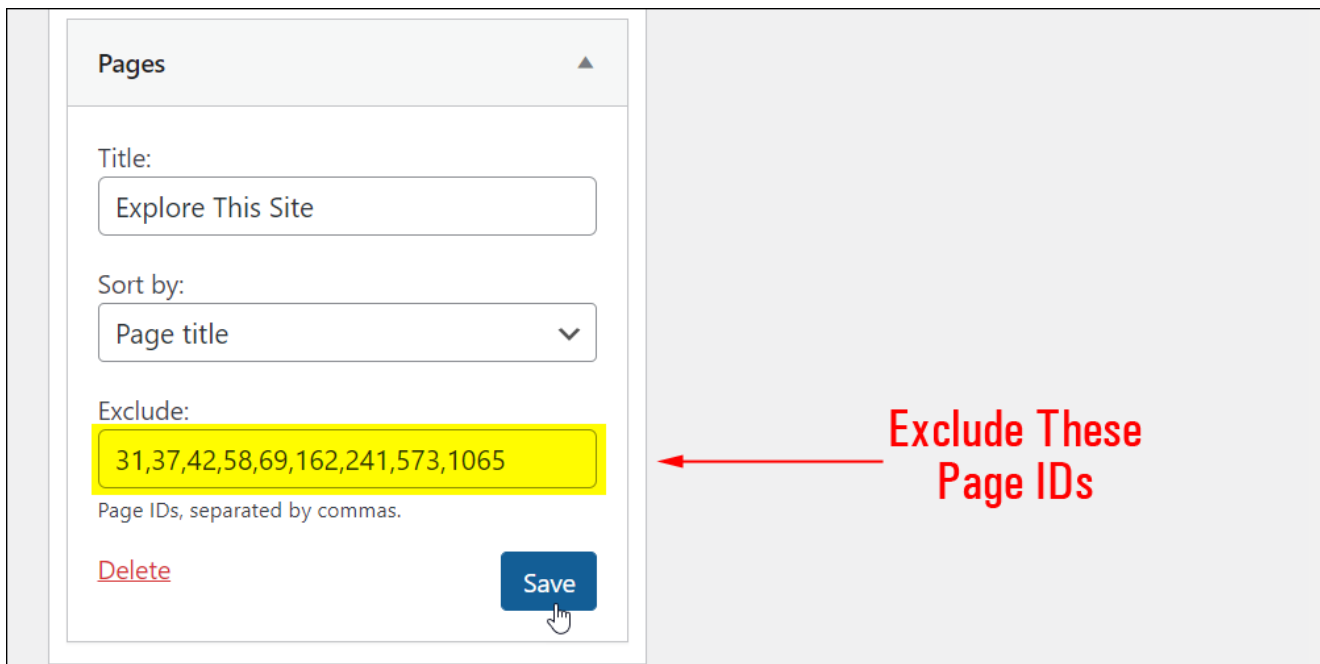 Pages
Title:
Explore This Site
Sort by:
Page title
Exclude:
31,37,42,58,69,162,241,573,1065
Page IDs, separated by commas.
Delete
Save
Exclude These
Page IDs